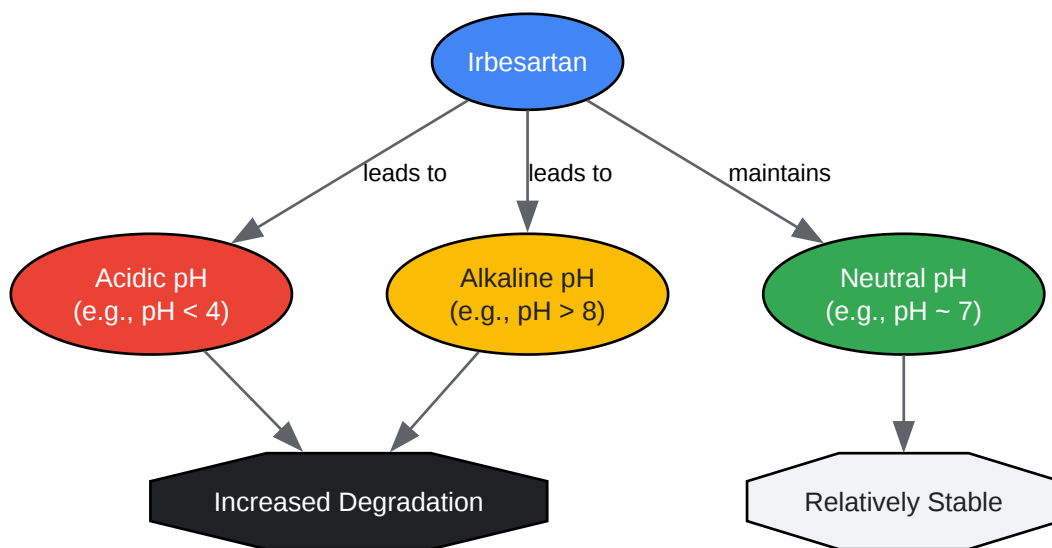 Irbesartan
leads to
leads to
maintains
Acidic pH
(e.g., pH < 4)
Alkaline pH
(e.g., pH > 8)
Neutral pH
(e.g., pH ~ 7)
Increased Degradation
Relatively Stable